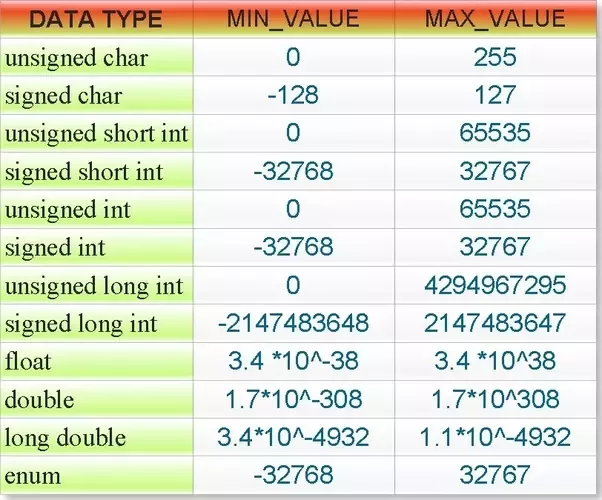 DATA TYPE MIN_VALUE MAX_VALUE
unsigned char 0 255
signed char -128 127
unsigned short int 0 65535
signed short int -32768 32767
unsigned int 0 65535
signed int -32768 32767
unsigned long int 0 4294967295
signed long int -2147483648 2147483647
float 3.4 *10^-38 3.4 *10^38
double 1.7*10^-308 1.7*10^308
long double 3.4*10^-4932 1.1*10^-4932
enum -32768 32767